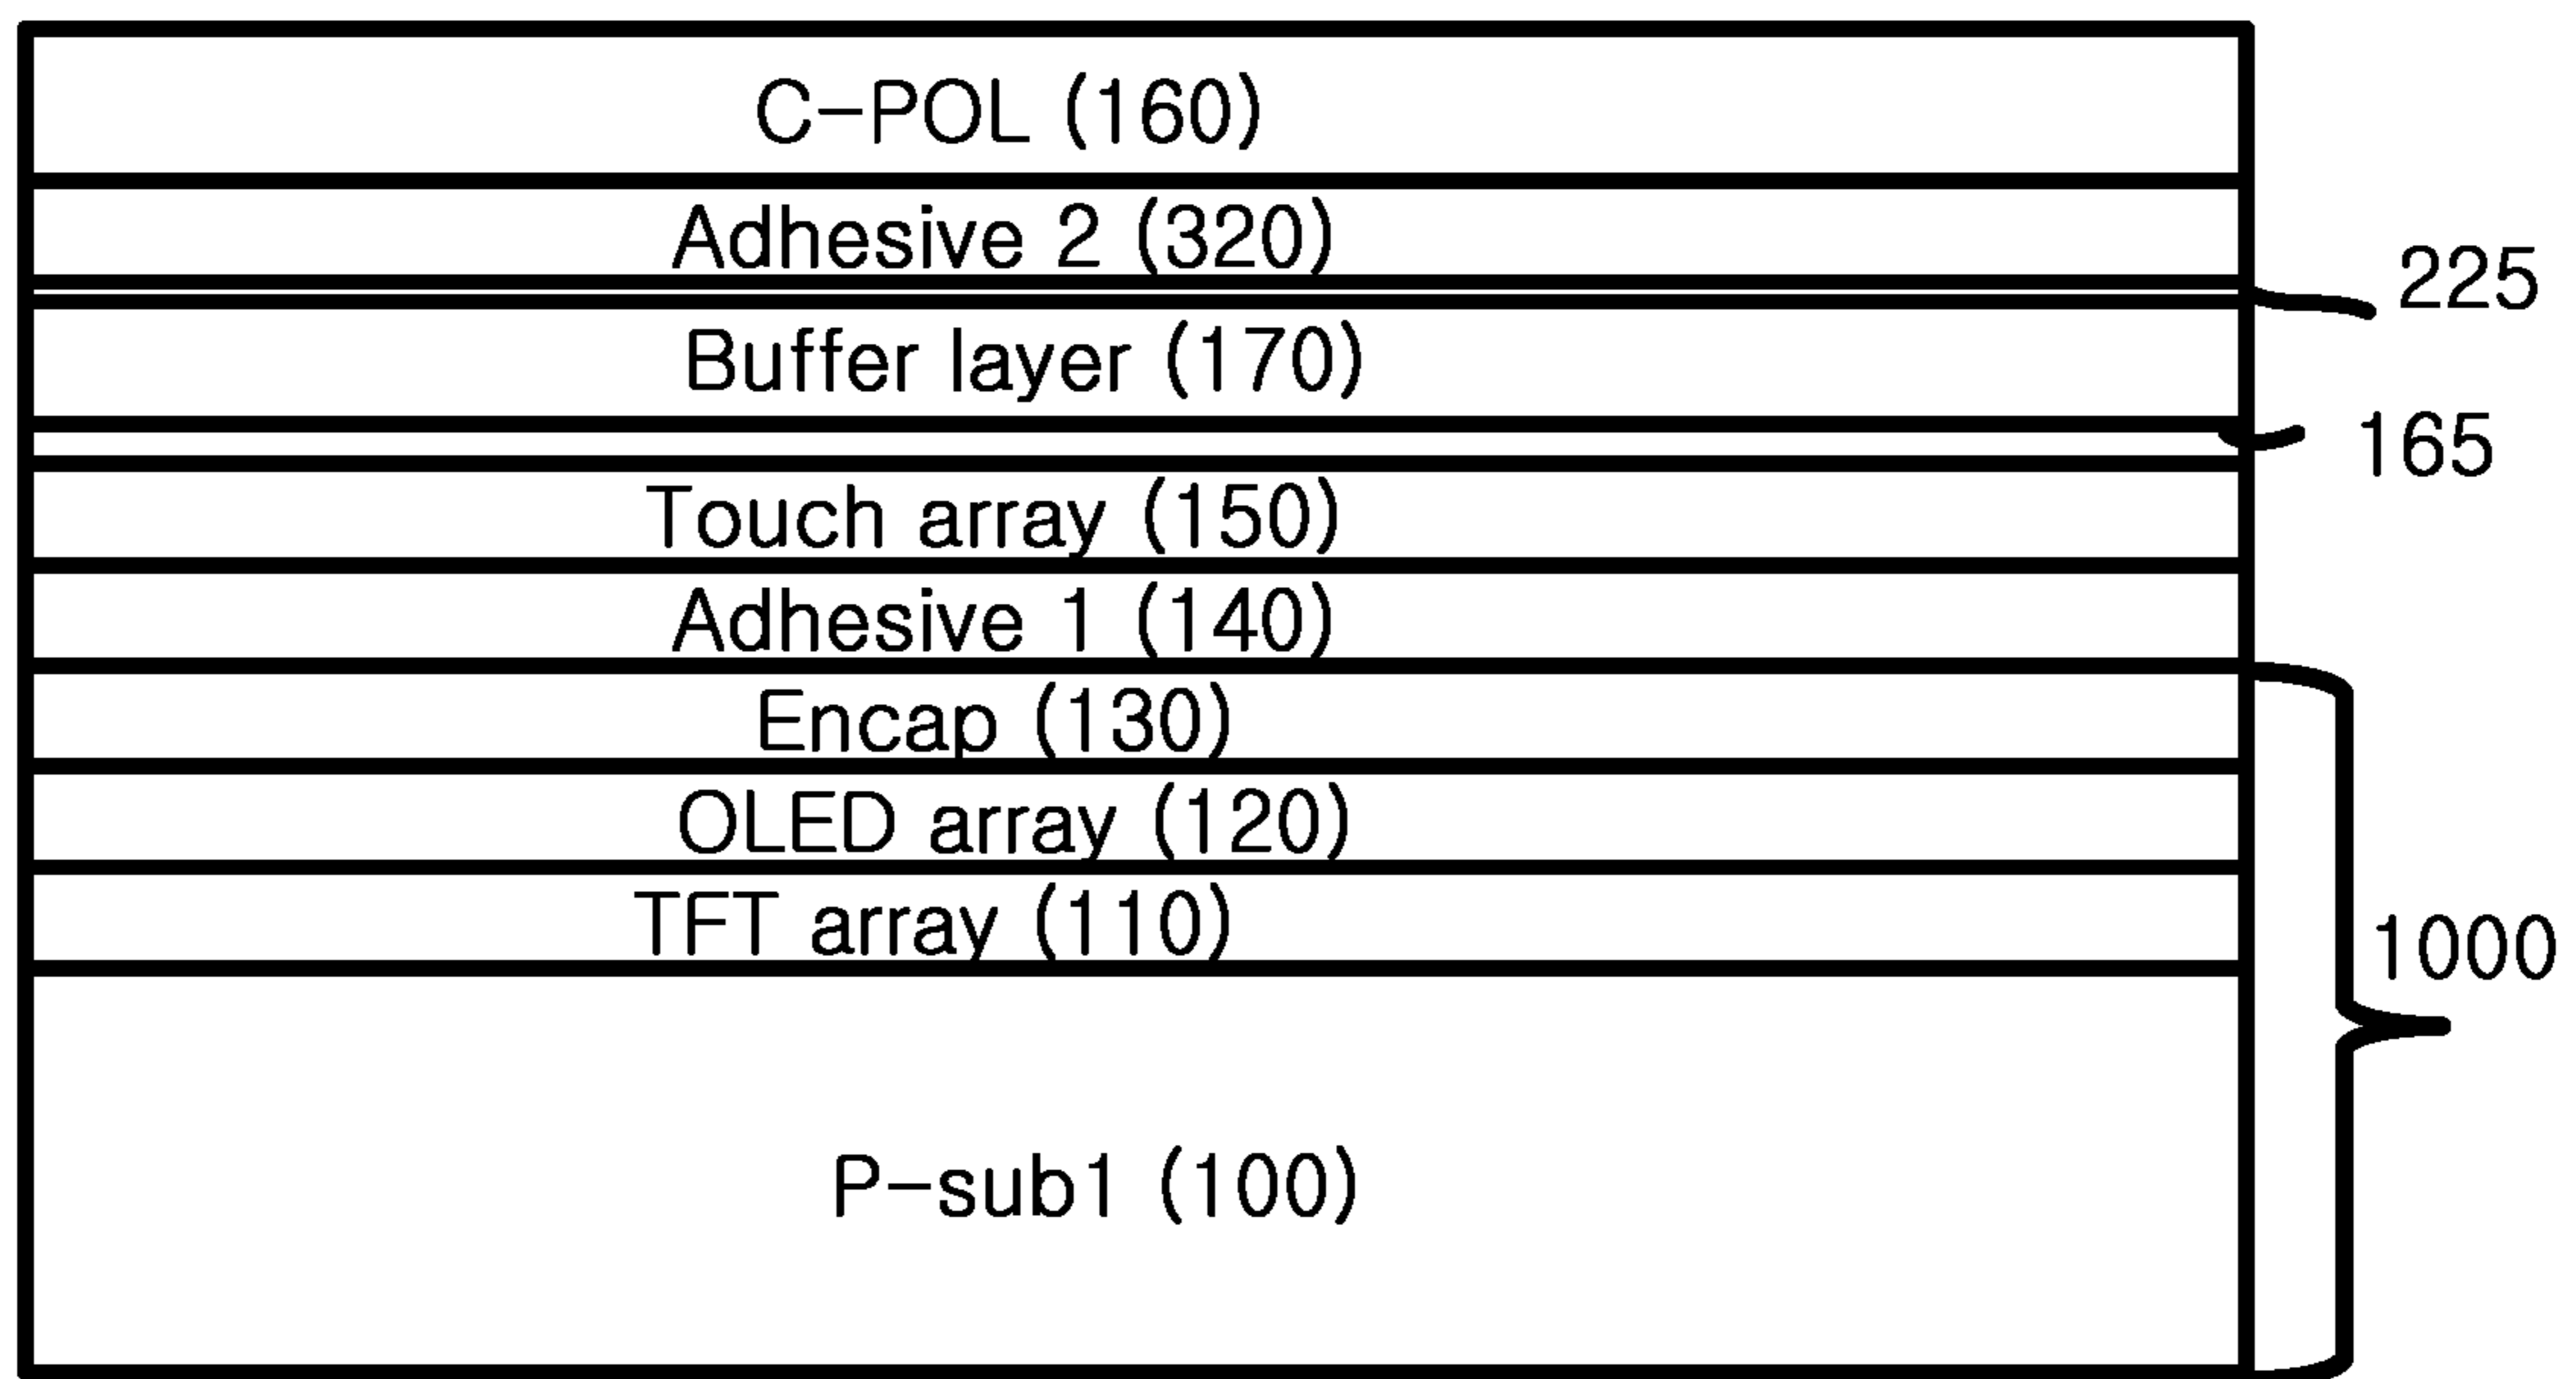 C-POL (160)
Adhesive 2 (320)
225
Buffer layer (170)
165
Touch array (150)
Adhesive 1 (140)
Encap (130)
OLED array (120)
TFT array (110)
1000
P-sub1 (100)